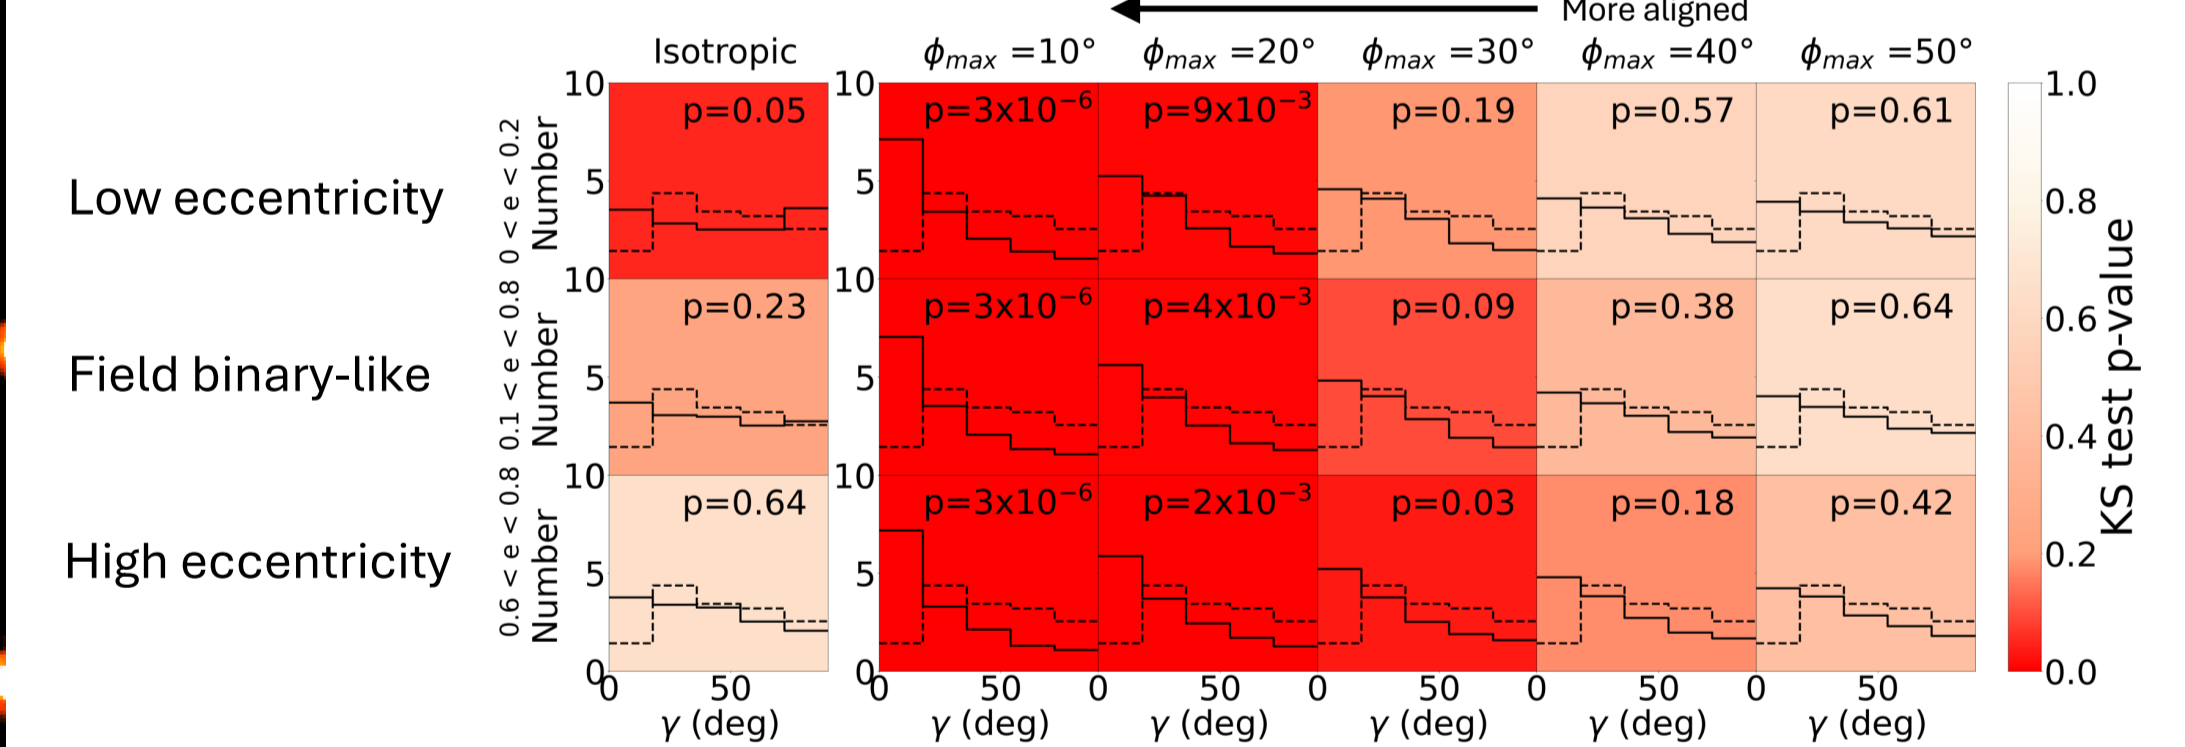 More aligned
Isotropic ϕmax =10° ϕmax =20° ϕmax =30° ϕmax =40° ϕmax =50°
Low eccentricity
0 < e < 0.2
Number
10
5
p=0.05
10
5
p=3x10⁻⁶ p=9x10⁻³ p=0.19 p=0.57 p=0.61
Field binary-like
0.1 < e < 0.8
Number
10
5
p=0.23
10
5
p=3x10⁻⁶ p=4x10⁻³ p=0.09 p=0.38 p=0.64
High eccentricity
0.6 < e < 0.8
Number
10
5
0
p=0.64
10
5
0
p=3x10⁻⁶ p=2x10⁻³ p=0.03 p=0.18 p=0.42
0 50 0 50 0 50 0 50 0 50 0 50
γ (deg) γ (deg) γ (deg) γ (deg) γ (deg) γ (deg)
1.0
0.8
0.6
0.4
0.2
0.0
KS test p-value